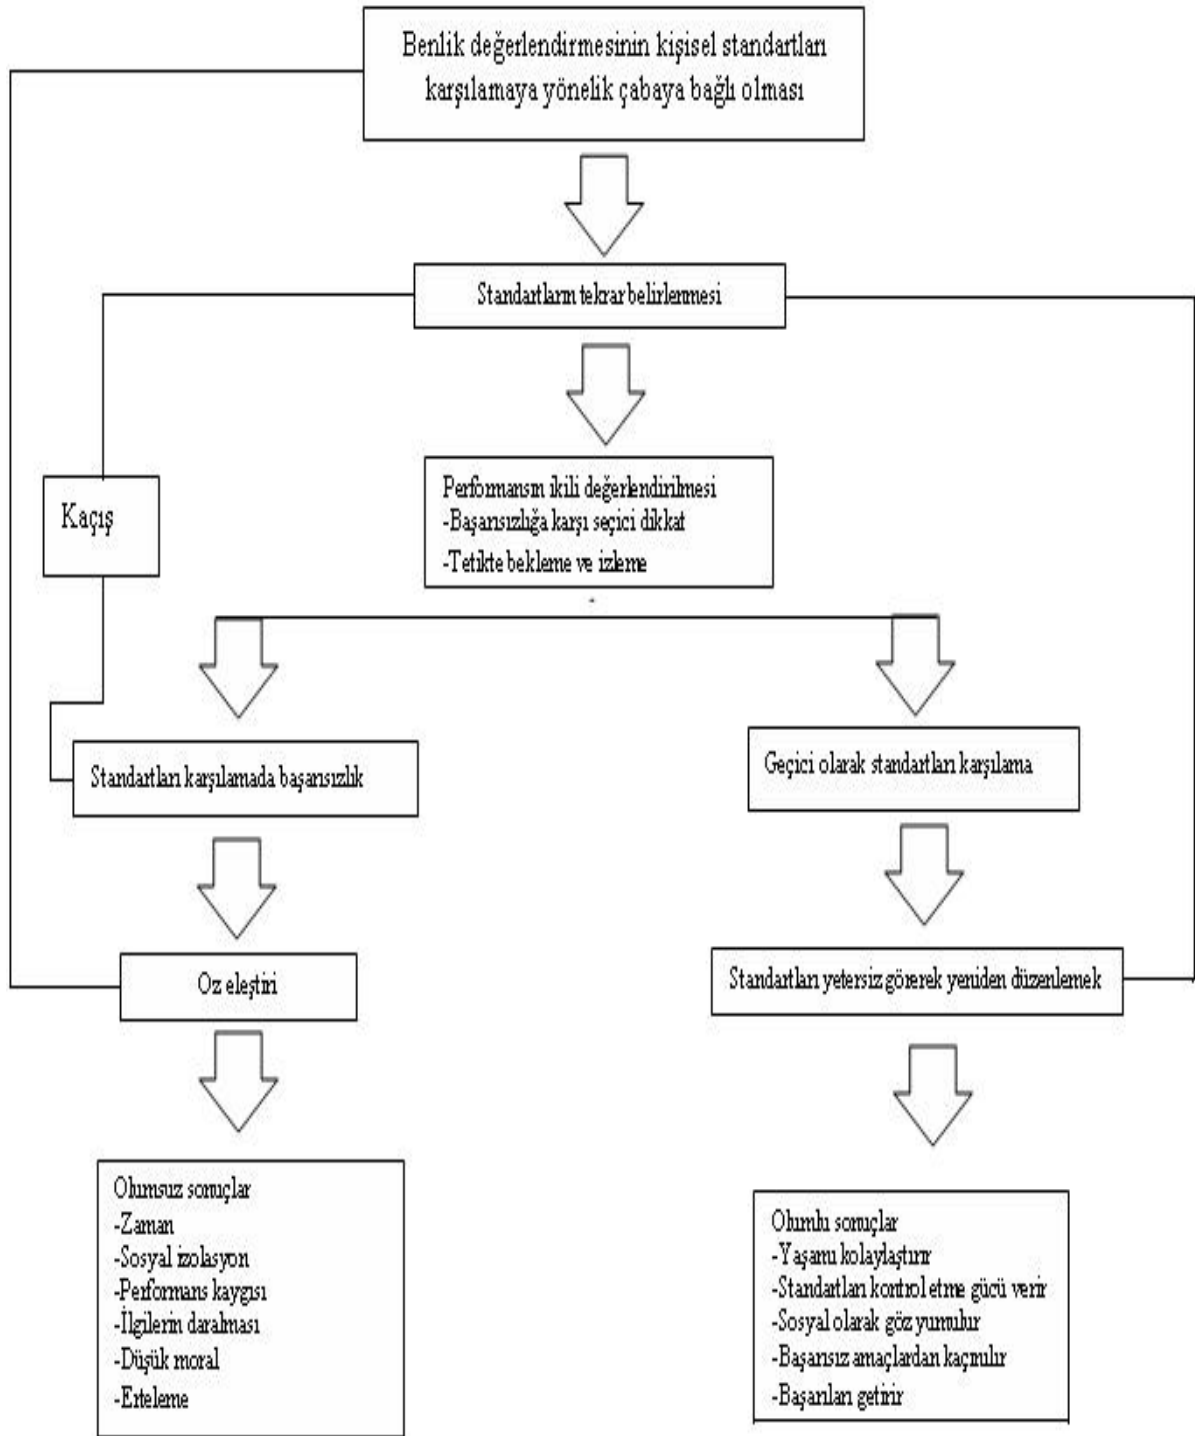 Benlik değerlendirmesinin kişisel standartları
karşılamaya yönelik çabaya bağlı olması
Standartların tekrar belirlenmesi
Kaçış
Performansın ikili değerlendirilmesi
-Başarısızlığa karşı seçici dikkat
-Tetikte bekleme ve izleme
Standartları karşılamada başarısızlık
Geçici olarak standartları karşılama
Oz eleştiri
Standartları yetersiz görerek yeniden düzenlemek
Olumsuz sonuçlar
-Zaman
-Sosyal izolasyon
-Performans kaygısı
-İlgilerin daralması
-Düşük moral
-Erteleme
Olumlu sonuçlar
-Yaşamı kolaylaştırır
-Standartları kontrol etme gücü verir
-Sosyal olarak göz yumulur
-Başarısız amaçlardan kaçınılır
-Başarıları getirir